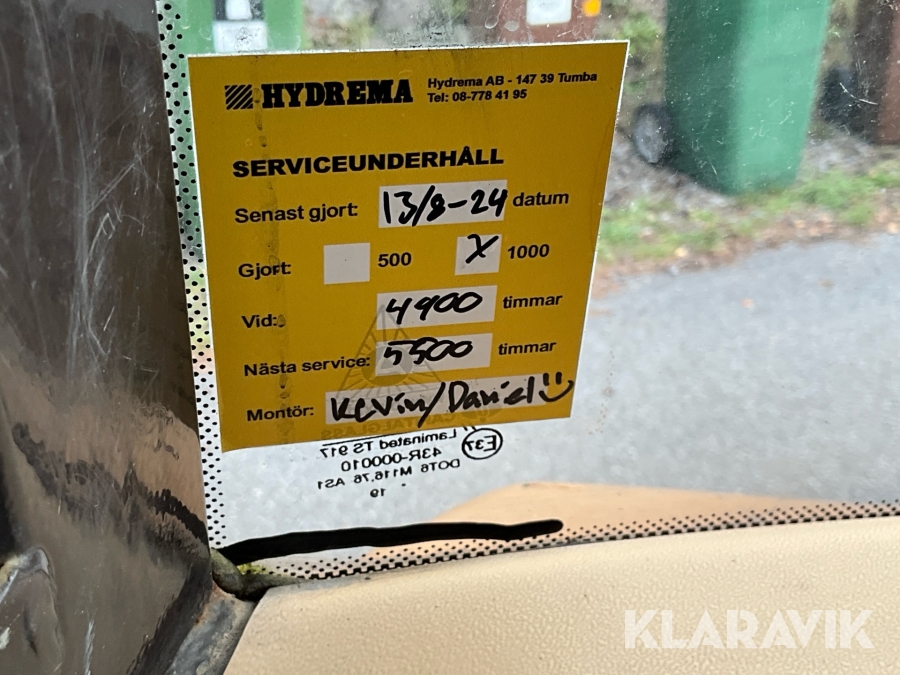 HYDREMA
Hydrema AB - 147 39 Tumba
Tel: 08-778 41 95
SERVICEUNDERHÅLL
Senast gjort: 13/8-24 datum
Gjort: 500 X 1000
Vid: 4900 timmar
Nästa service: 5500 timmar
Montör: Kevin/Daniel
Laminated TS 917
E37
43R-000010
DOT6 M116,76 AS1
19
KLARAVIK